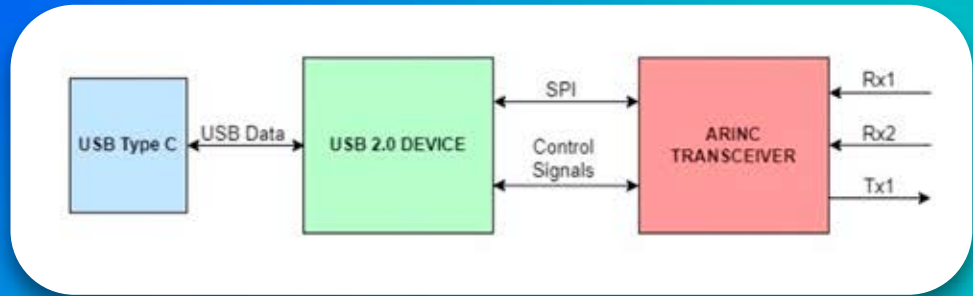 USB Type C
USB Data
USB 2.0 DEVICE
SPI
Control
Signals
ARINC
TRANSCEIVER
Rx1
Rx2
Tx1